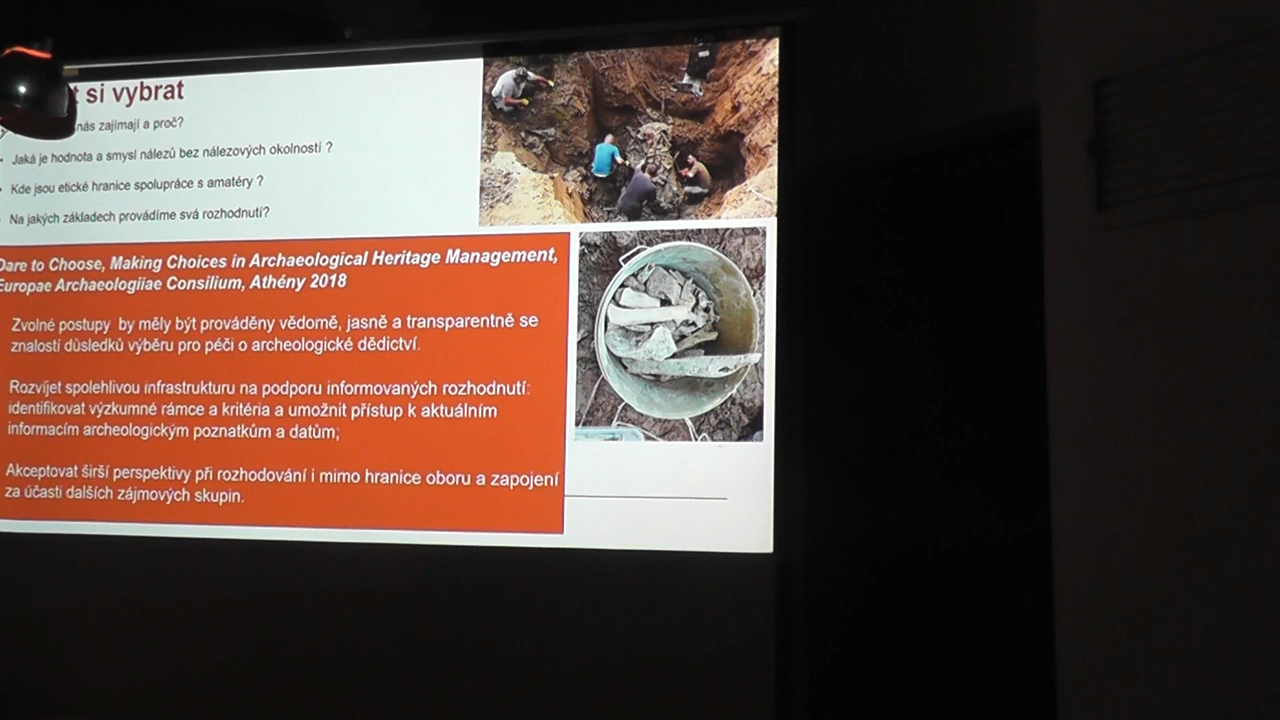 si vybrat
nás zajímají a proč?
Jaká je hodnota a smysl nálezů bez nálezových okolností ?
Kde jsou etické hranice spolupráce s amatéry ?
Na jakých základech provádíme svá rozhodnutí?
Dare to Choose, Making Choices in Archaeological Heritage Management,
Europae Archaeologiiae Consilium, Athény 2018
Zvolné postupy by měly být prováděny vědomě, jasně a transparentně se
znalostí důsledků výběru pro péči o archeologické dědictví.
Rozvíjet spolehlivou infrastrukturu na podporu informovaných rozhodnutí:
identifikovat výzkumné rámce a kritéria a umožnit přístup k aktuálním
informacím archeologickým poznatkům a datům;
Akceptovat širší perspektivy při rozhodování i mimo hranice oboru a zapojení
za účasti dalších zájmových skupin.